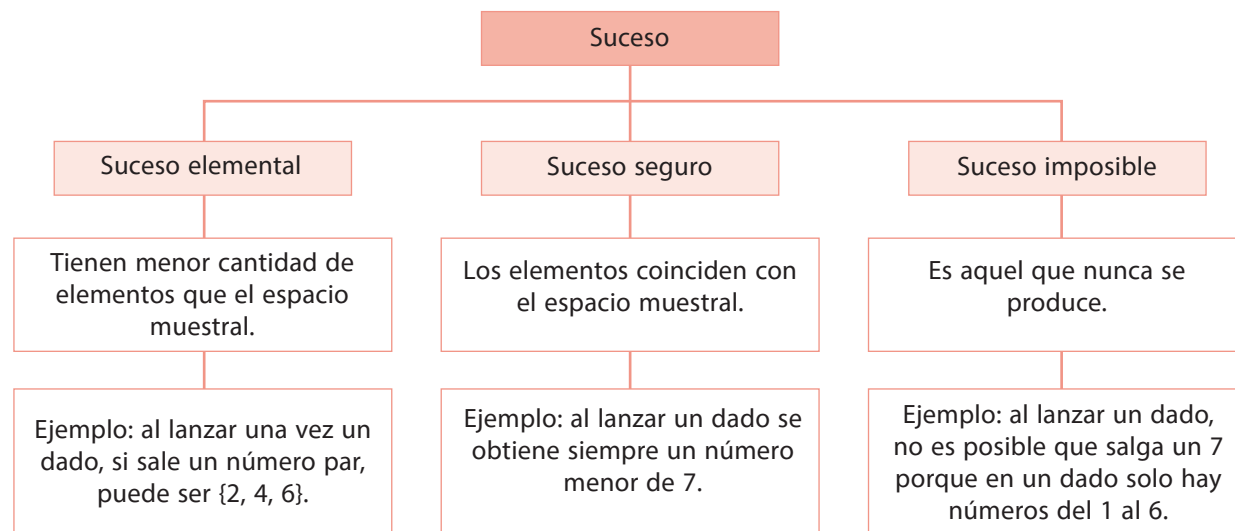 Suceso
Suceso elemental
Suceso seguro
Suceso imposible
Tienen menor cantidad de
elementos que el espacio
muestral.
Los elementos coinciden con
el espacio muestral.
Es aquel que nunca se
produce.
Ejemplo: al lanzar una vez un
dado, si sale un número par,
puede ser {2, 4, 6}.
Ejemplo: al lanzar un dado se
obtiene siempre un número
menor de 7.
Ejemplo: al lanzar un dado,
no es posible que salga un 7
porque en un dado solo hay
números del 1 al 6.